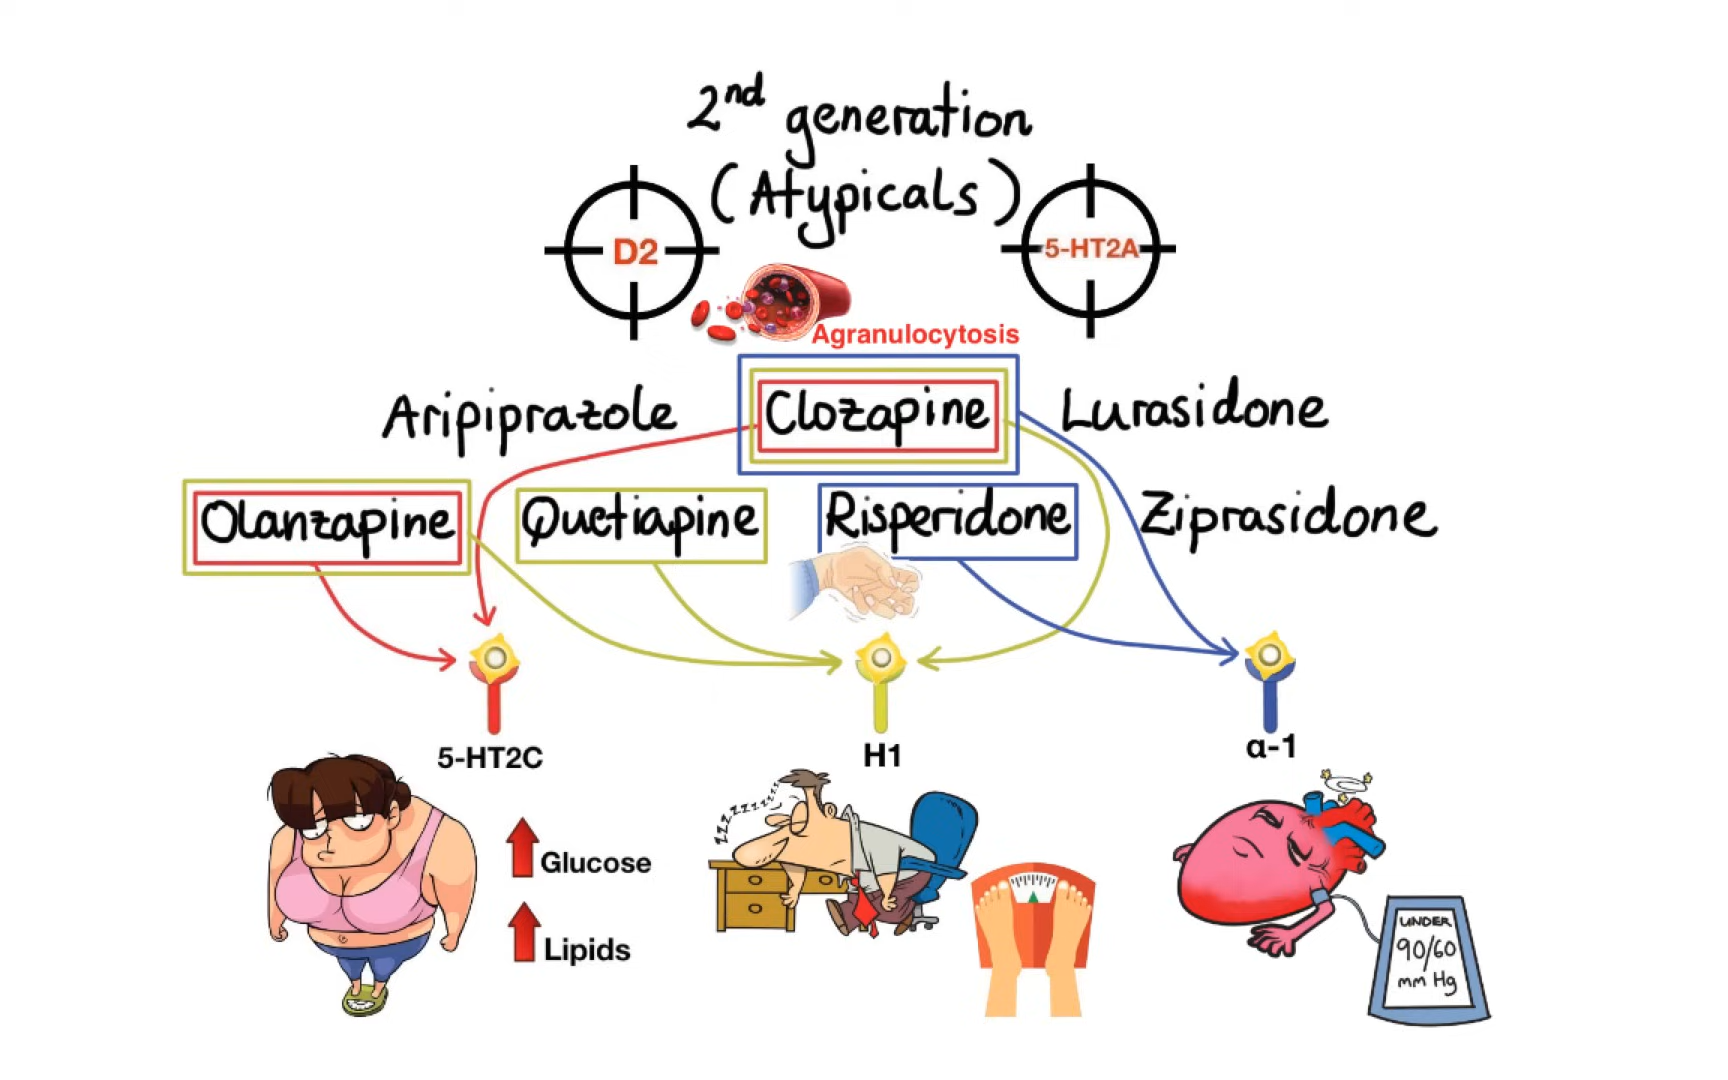 2nd generation
(Atypicals)
D2
5-HT2A
Agranulocytosis
Aripiprazole
Clozapine
Lurasidone
Olanzapine
Quetiapine
Risperidone
Ziprasidone
5-HT2C
H1
α-1
Glucose
Lipids
zzzzzzzzz
UNDER
90/60
mm Hg